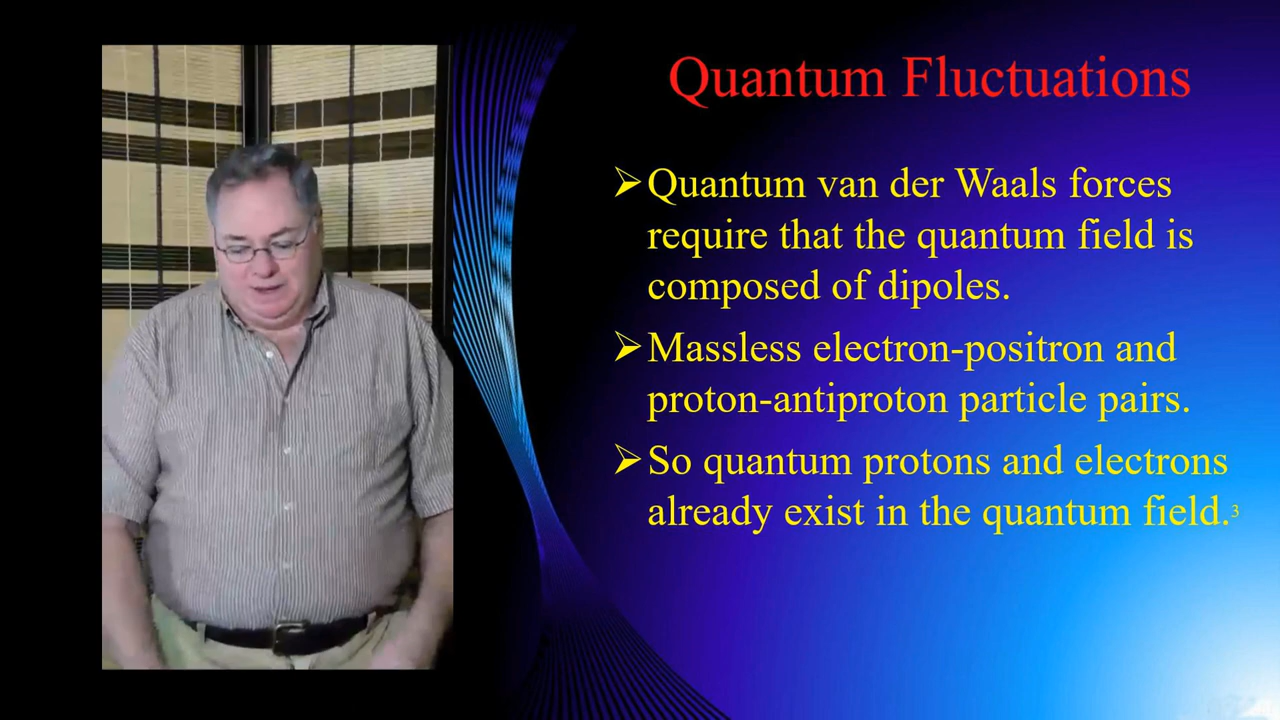 Quantum Fluctuations
➢Quantum van der Waals forces
require that the quantum field is
composed of dipoles.
➢Massless electron-positron and
proton-antiproton particle pairs.
➢So quantum protons and electrons
already exist in the quantum field.³